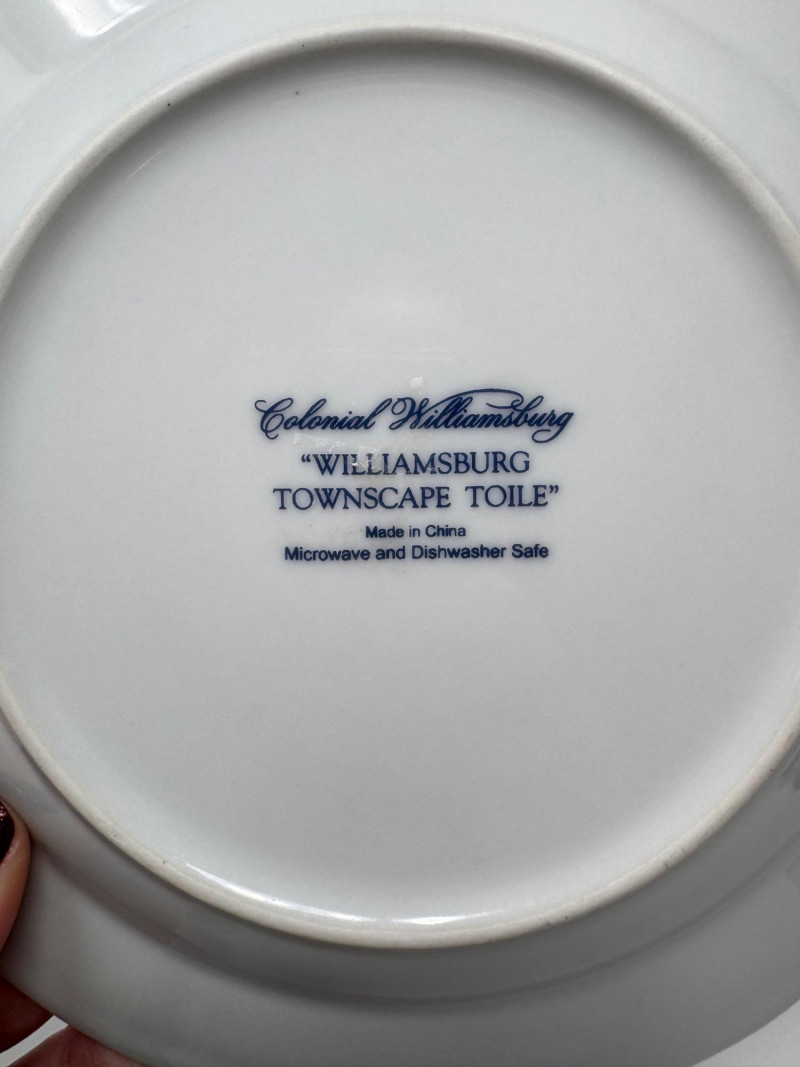 Colonial Williamsburg
“WILLIAMSBURG
TOWNSCAPE TOILE”
Made in China
Microwave and Dishwasher Safe